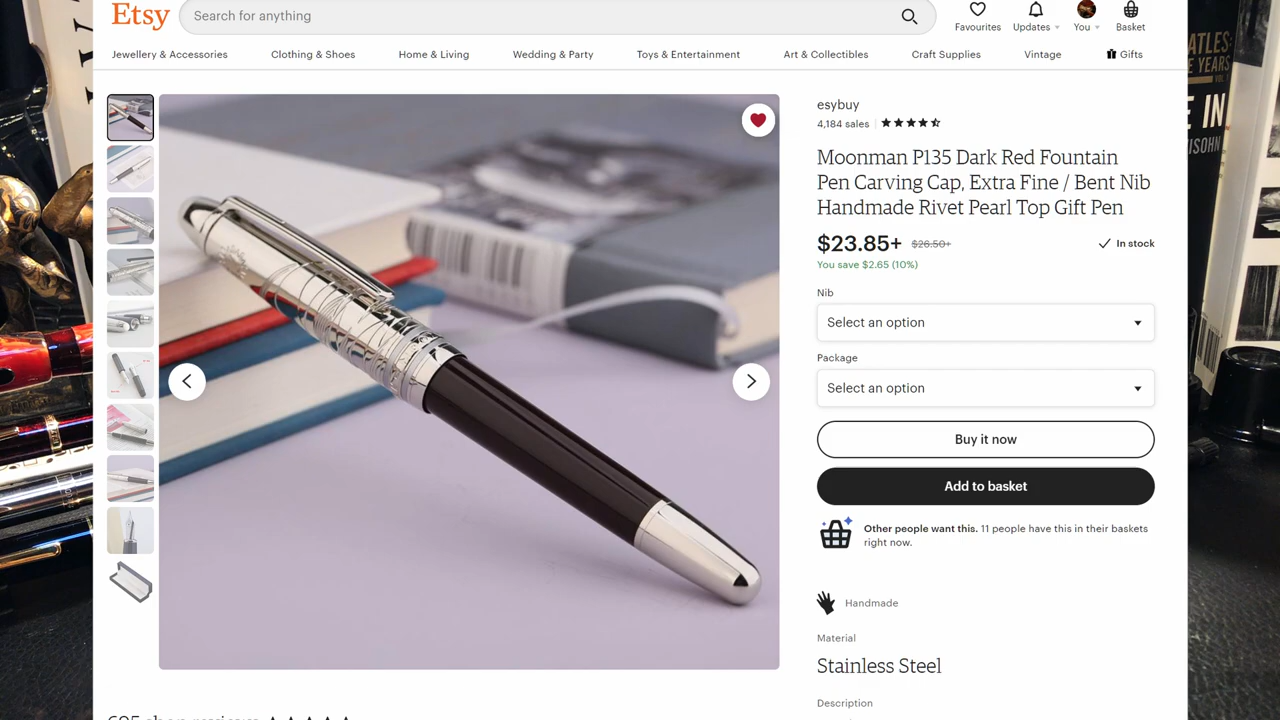 Etsy
Search for anything
Favourites
Updates
You
Basket
Jewellery & Accessories
Clothing & Shoes
Home & Living
Wedding & Party
Toys & Entertainment
Art & Collectibles
Craft Supplies
Vintage
Gifts
esybuy
4,184 sales
Moonman P135 Dark Red Fountain
Pen Carving Cap, Extra Fine / Bent Nib
Handmade Rivet Pearl Top Gift Pen
$23.85+
$26.50+
In stock
You save $2.65 (10%)
Nib
Select an option
Package
Select an option
Buy it now
Add to basket
Other people want this. 11 people have this in their baskets
right now.
Handmade
Material
Stainless Steel
Description
ATLES:
E YEARS
E IN